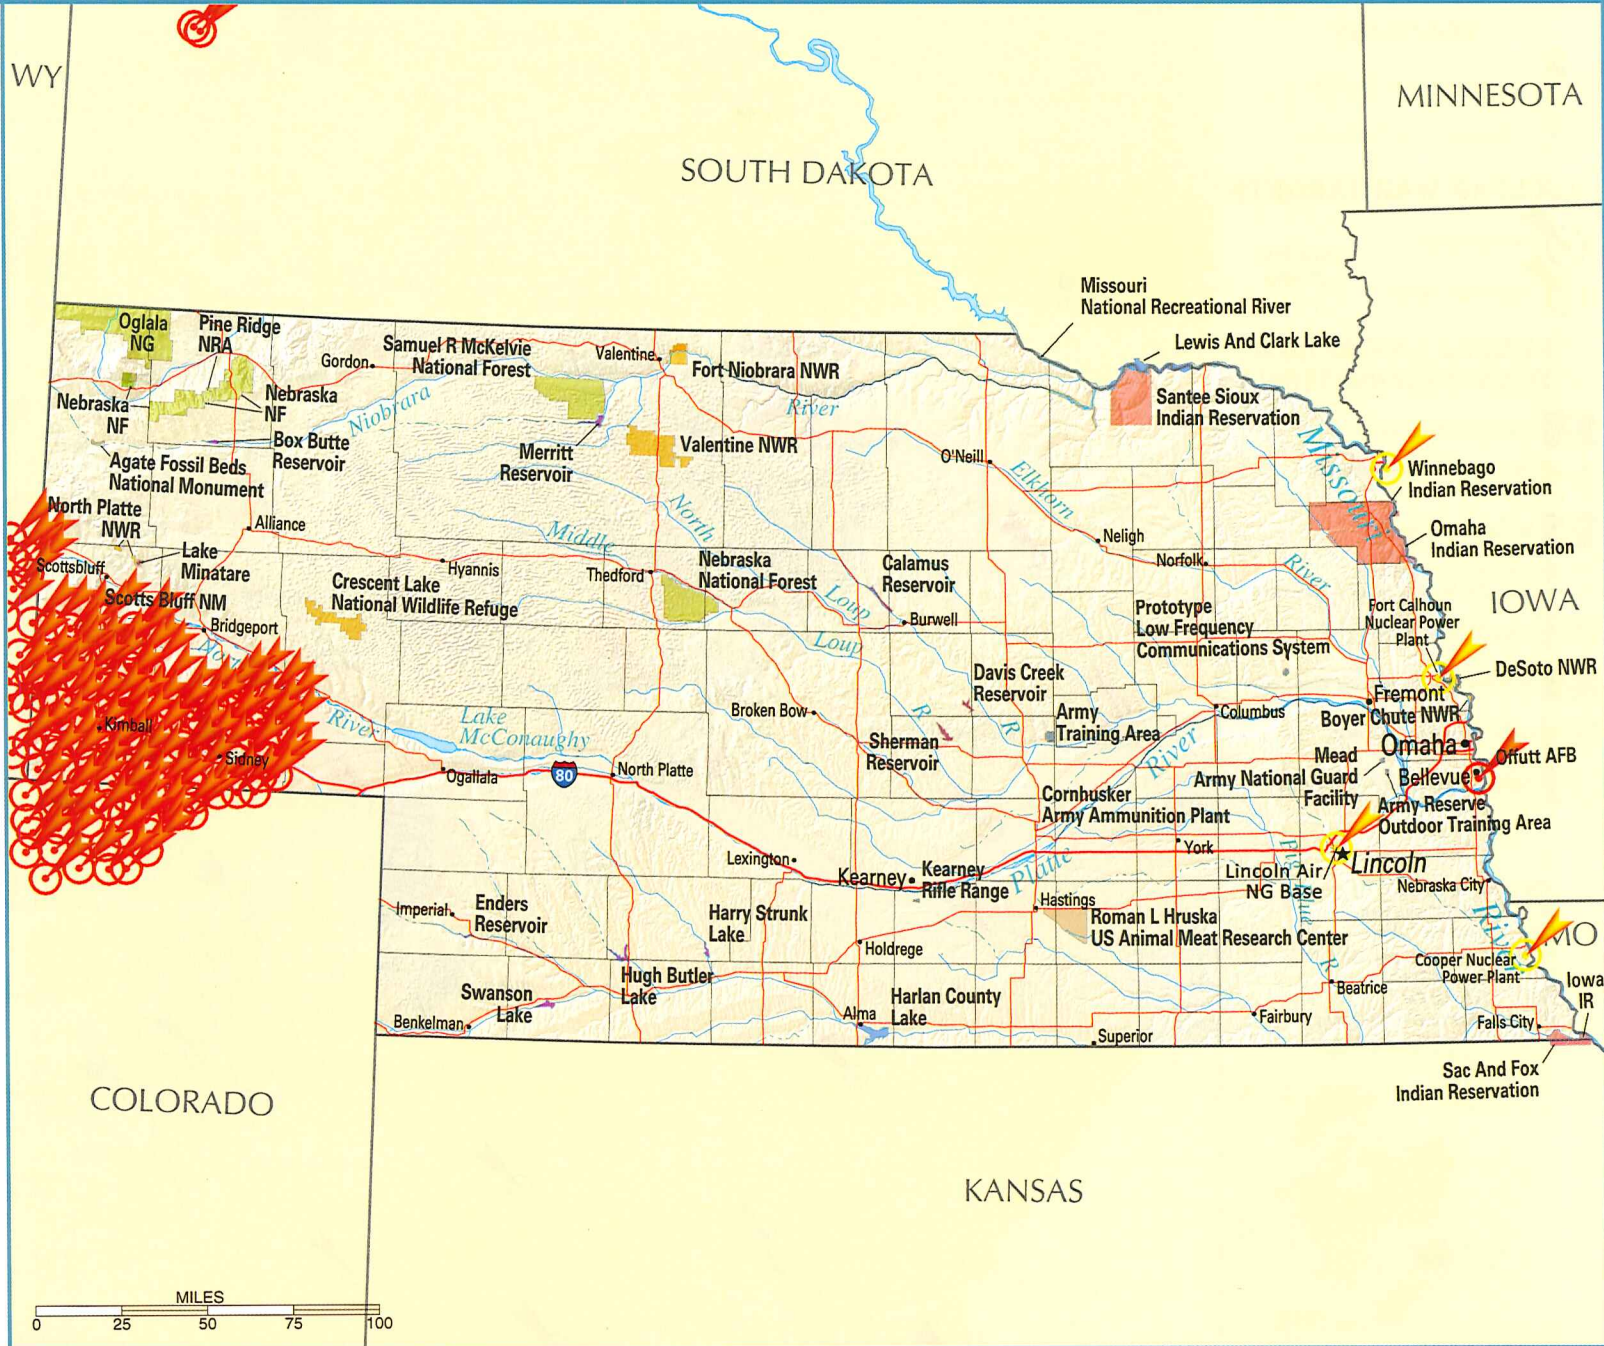 WY
MINNESOTA
SOUTH DAKOTA
Missouri
National Recreational River
Lewis And Clark Lake
Oglala
NG
Pine Ridge
NRA
Gordon
Samuel R McKelvie
National Forest
Valentine
Fort Niobrara NWR
Nebraska
NF
Nebraska
NF
Niobrara
River
Santee Sioux
Indian Reservation
Box Butte
Reservoir
Merritt
Reservoir
Valentine NWR
O'Neill
Elkhorn
Missouri
Winnebago
Indian Reservation
Agate Fossil Beds
National Monument
North Platte
NWR
Alliance
North
Middle
Neligh
Omaha
Indian Reservation
Lake
Minatare
Scottsbluff
Hyannis
Thedford
Nebraska
National Forest
Calamus
Reservoir
Norfolk
River
Crescent Lake
National Wildlife Refuge
Scotts Bluff NM
Bridgeport
Loup
Burwell
Loup
Prototype
Low Frequency
Communications System
Fort Calhoun
Nuclear Power
Plant
IOWA
DeSoto NWR
North
River
Davis Creek
Reservoir
Fremont
Boyer Chute NWR
Kimball
Sidney
Lake
McConaughy
Broken Bow
R
R
Army
Training Area
Columbus
River
Omaha
Sherman
Reservoir
Mead
Army National Guard
Facility
Bellevue
Offutt AFB
Ogallala
80
North Platte
Cornhusker
Army Ammunition Plant
Army Reserve
Outdoor Training Area
Lexington
Kearney
Kearney
Rifle Range
Platte
York
Big
Blue
R
Lincoln Air
NG Base
Lincoln
Nebraska City
Imperial
Enders
Reservoir
Harry Strunk
Lake
Hastings
Roman L Hruska
US Animal Meat Research Center
Holdrege
River
MO
Cooper Nuclear
Power Plant
Iowa
IR
Hugh Butler
Lake
Swanson
Lake
Benkelman
Harlan County
Lake
Alma
Beatrice
Fairbury
Superior
Falls City
Sac And Fox
Indian Reservation
COLORADO
KANSAS
MILES
0 25 50 75 100